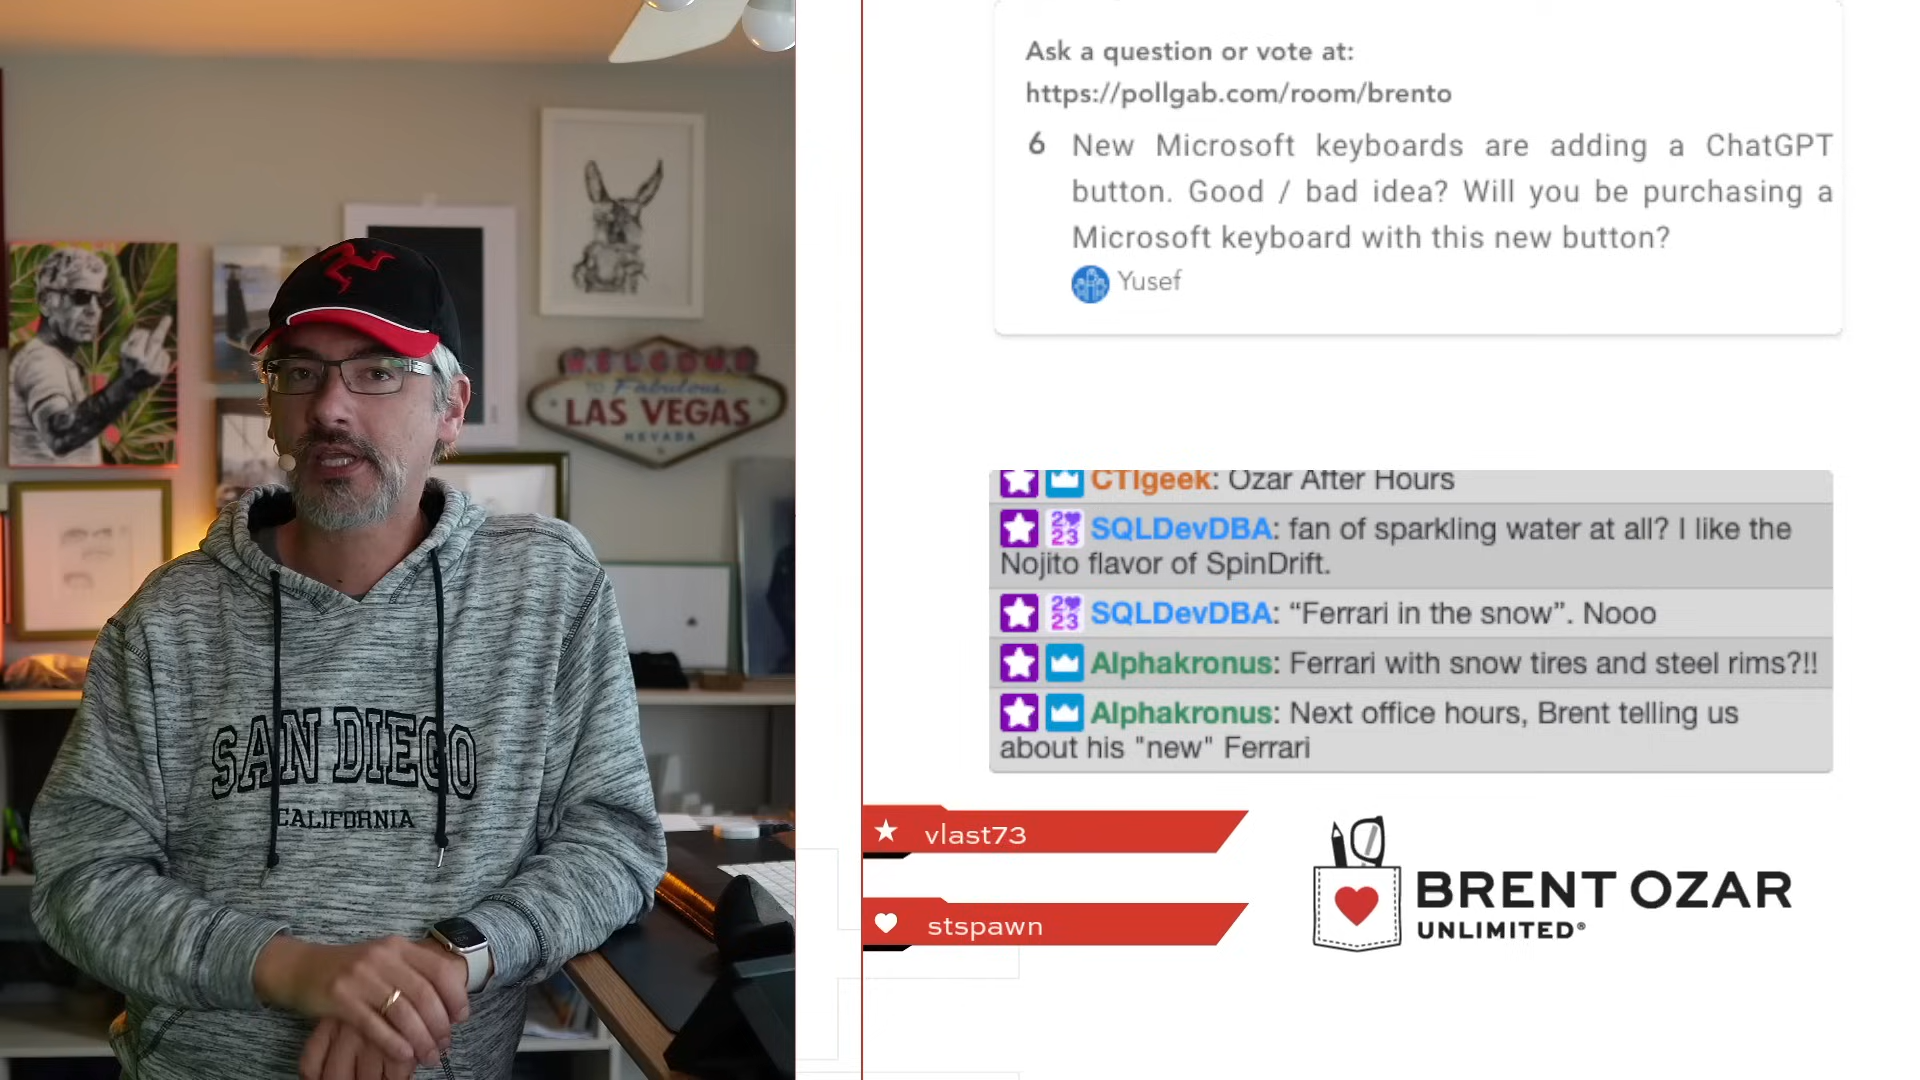 Ask a question or vote at:
https://pollgab.com/room/brento
6 New Microsoft keyboards are adding a ChatGPT
button. Good / bad idea? Will you be purchasing a
Microsoft keyboard with this new button?
Yusef
WELCOME
TO Fabulous
LAS VEGAS
NEVADA
CTIgeek: Ozar After Hours
2023 SQLDevDBA: fan of sparkling water at all? I like the
Nojito flavor of SpinDrift.
2023 SQLDevDBA: “Ferrari in the snow”. Nooo
Alphakronus: Ferrari with snow tires and steel rims?!!
Alphakronus: Next office hours, Brent telling us
about his "new" Ferrari
SAN DIEGO
CALIFORNIA
vlast73
stspawn
BRENT OZAR
UNLIMITED®